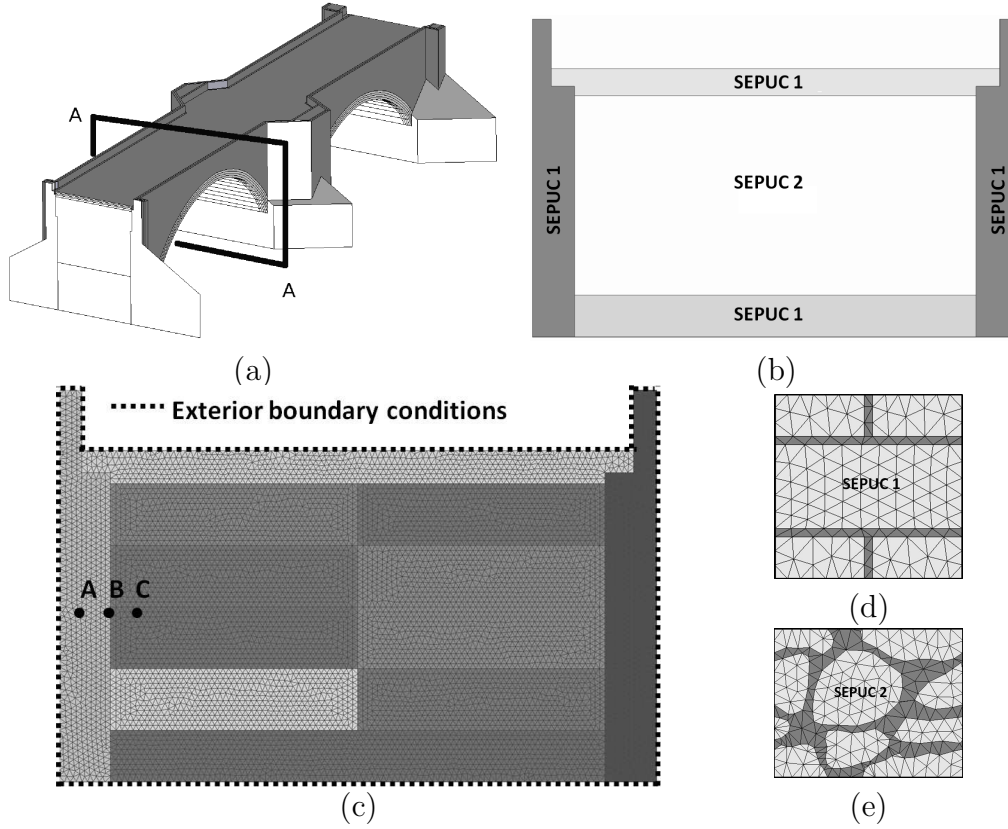 A
A
(a)
SEPUC 1
SEPUC 1
SEPUC 2
SEPUC 1
SEPUC 1
(b)
Exterior boundary conditions
A B C
(c)
SEPUC 1
(d)
SEPUC 2
(e)